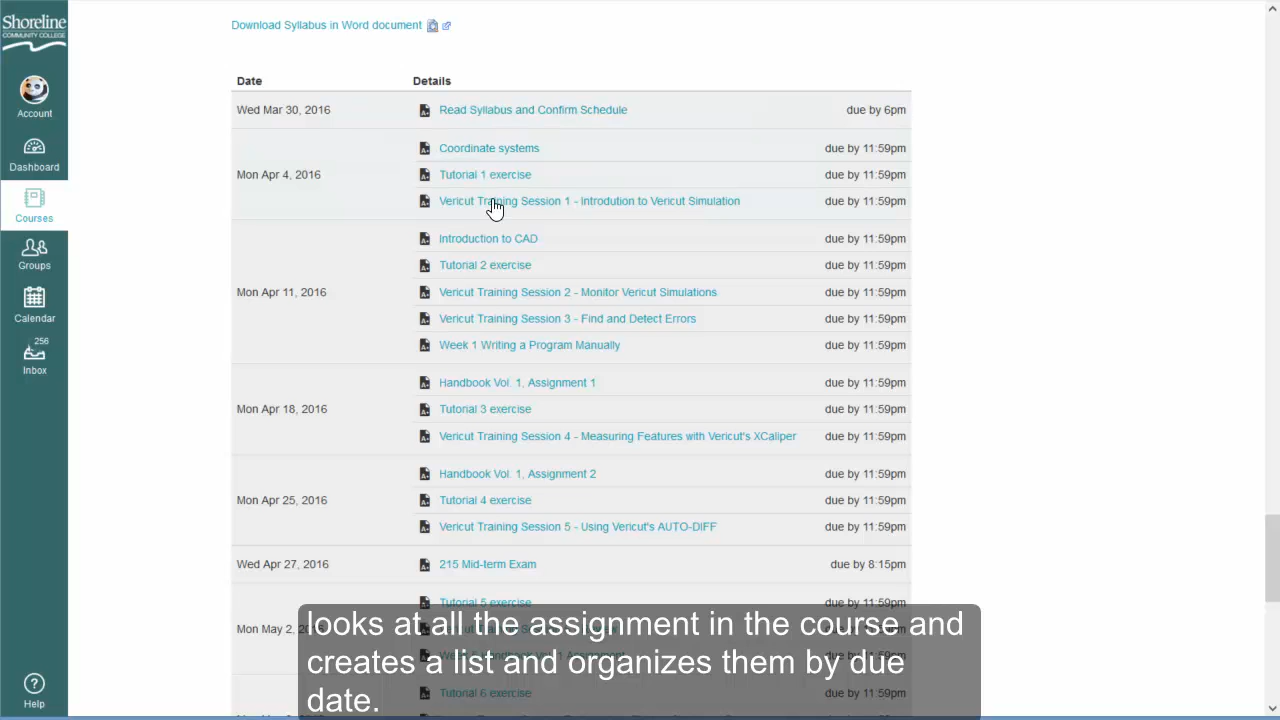 Shoreline
COMMUNITY COLLEGE
Account
Dashboard
Courses
Groups
Calendar
256
Inbox
Help
Download Syllabus in Word document
Date Details
Wed Mar 30, 2016 Read Syllabus and Confirm Schedule due by 6pm
Coordinate systems due by 11:59pm
Mon Apr 4, 2016 Tutorial 1 exercise due by 11:59pm
Vericut Training Session 1 - Introdution to Vericut Simulation due by 11:59pm
Introduction to CAD due by 11:59pm
Tutorial 2 exercise due by 11:59pm
Mon Apr 11, 2016 Vericut Training Session 2 - Monitor Vericut Simulations due by 11:59pm
Vericut Training Session 3 - Find and Detect Errors due by 11:59pm
Week 1 Writing a Program Manually due by 11:59pm
Handbook Vol. 1, Assignment 1 due by 11:59pm
Mon Apr 18, 2016 Tutorial 3 exercise due by 11:59pm
Vericut Training Session 4 - Measuring Features with Vericut's XCaliper due by 11:59pm
Handbook Vol. 1, Assignment 2 due by 11:59pm
Mon Apr 25, 2016 Tutorial 4 exercise due by 11:59pm
Vericut Training Session 5 - Using Vericut's AUTO-DIFF due by 11:59pm
Wed Apr 27, 2016 215 Mid-term Exam due by 8:15pm
Tutorial 5 exercise due by 11:59pm
Mon May 2,
Tutorial 6 exercise due by 11:59pm
looks at all the assignment in the course and
creates a list and organizes them by due
date.